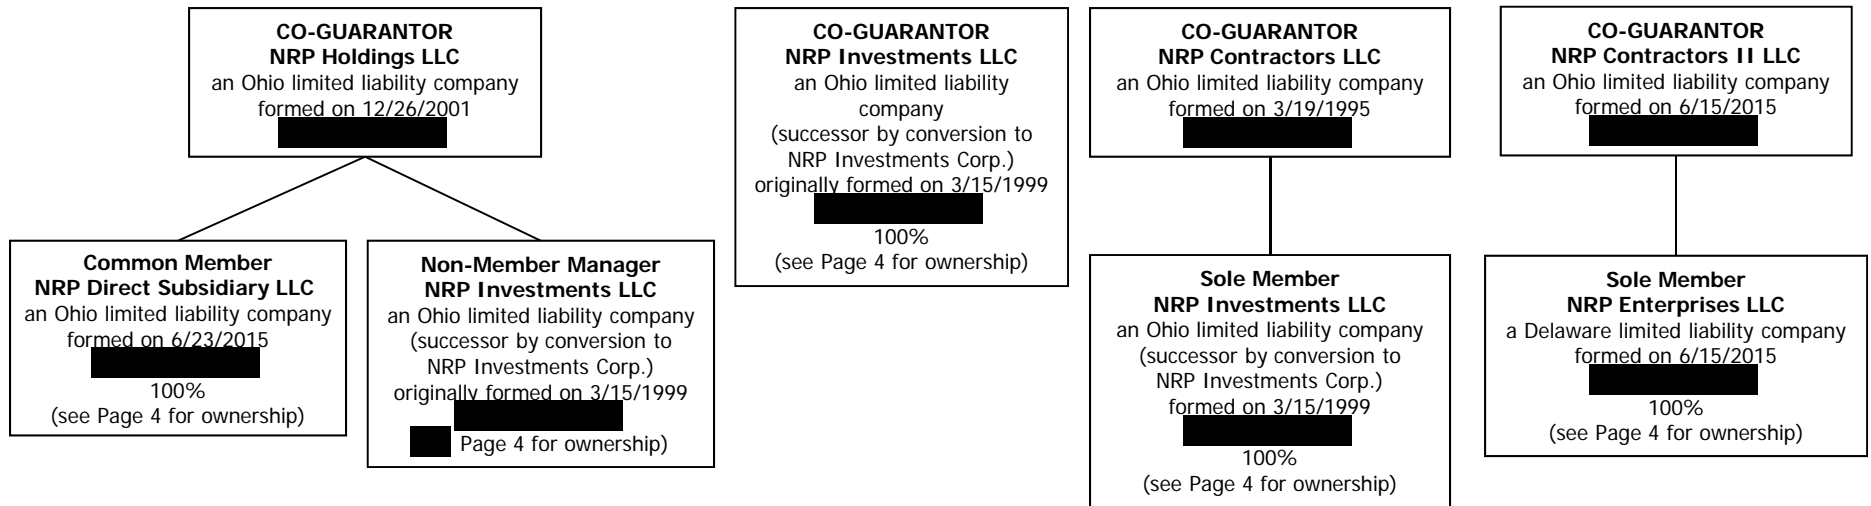 CO-GUARANTOR
NRP Holdings LLC
an Ohio limited liability company
formed on 12/26/2001
CO-GUARANTOR
NRP Investments LLC
an Ohio limited liability
company
(successor by conversion to
NRP Investments Corp.)
originally formed on 3/15/1999
100%
(see Page 4 for ownership)
CO-GUARANTOR
NRP Contractors LLC
an Ohio limited liability company
formed on 3/19/1995
CO-GUARANTOR
NRP Contractors II LLC
an Ohio limited liability company
formed on 6/15/2015
Common Member
NRP Direct Subsidiary LLC
an Ohio limited liability company
formed on 6/23/2015
100%
(see Page 4 for ownership)
Non-Member Manager
NRP Investments LLC
an Ohio limited liability company
(successor by conversion to
NRP Investments Corp.)
originally formed on 3/15/1999
Page 4 for ownership)
Sole Member
NRP Investments LLC
an Ohio limited liability company
(successor by conversion to
NRP Investments Corp.)
formed on 3/15/1999
100%
(see Page 4 for ownership)
Sole Member
NRP Enterprises LLC
a Delaware limited liability company
formed on 6/15/2015
100%
(see Page 4 for ownership)